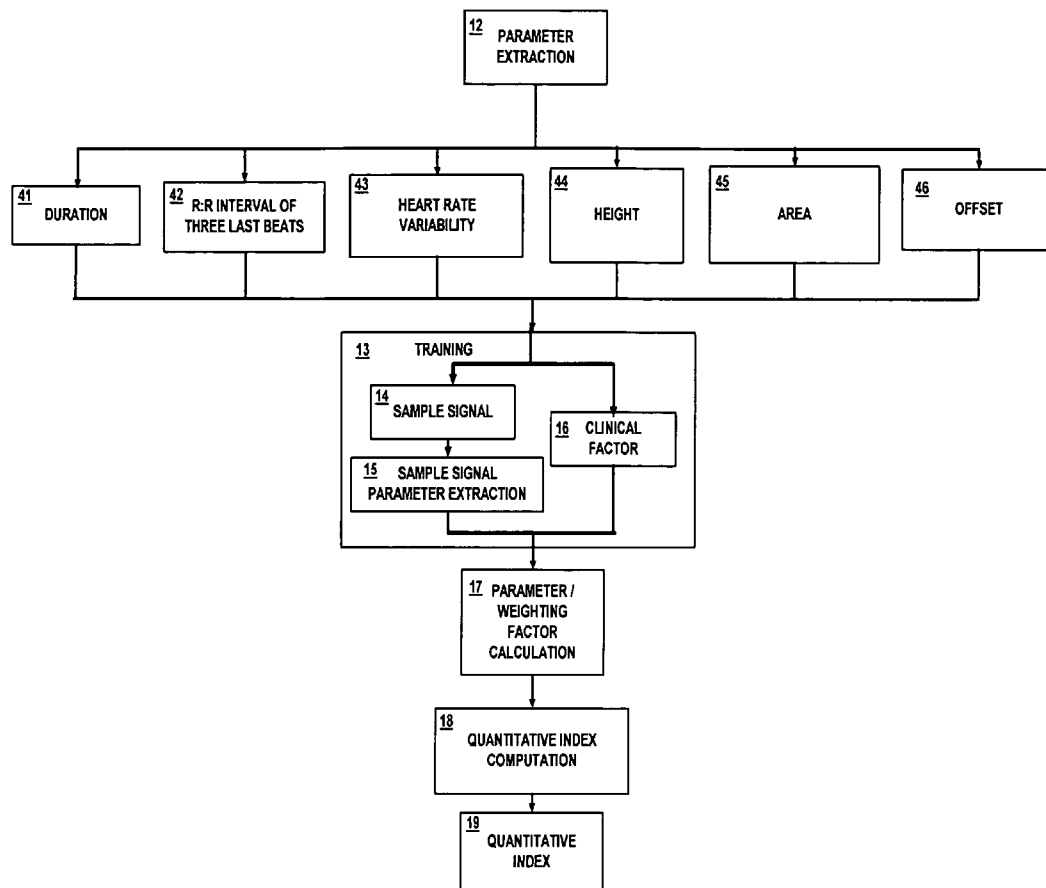 12 PARAMETER
EXTRACTION
41 DURATION
42 R:R INTERVAL OF
THREE LAST BEATS
43 HEART RATE
VARIABILITY
44 HEIGHT
45 AREA
46 OFFSET
13 TRAINING
14 SAMPLE SIGNAL
15 SAMPLE SIGNAL
PARAMETER EXTRACTION
16 CLINICAL
FACTOR
17 PARAMETER /
WEIGHTING
FACTOR
CALCULATION
18 QUANTITATIVE INDEX
COMPUTATION
19 QUANTITATIVE
INDEX